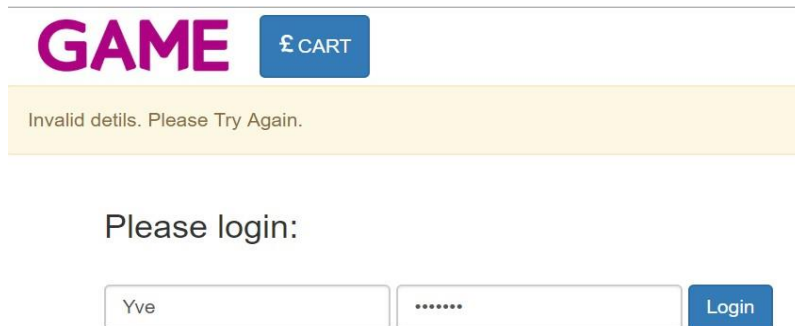 GAME £ CART
Invalid detils. Please Try Again.
Please login:
Yve ••••••• Login